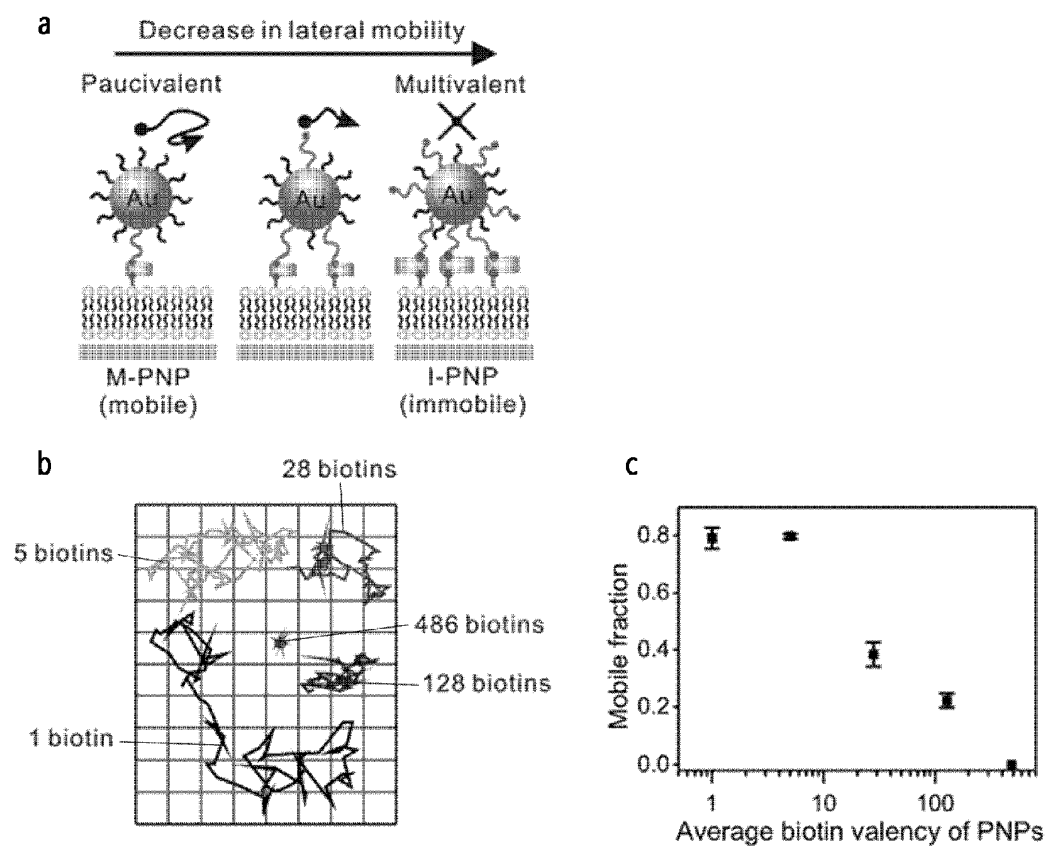 a
Decrease in lateral mobility
Paucivalent
Multivalent
Au
Au
Au
M-PNP
(mobile)
I-PNP
(immobile)
b
28 biotins
5 biotins
486 biotins
128 biotins
1 biotin
c
Mobile fraction
0.8
0.6
0.4
0.2
0.0
1
10
100
Average biotin valency of PNPs